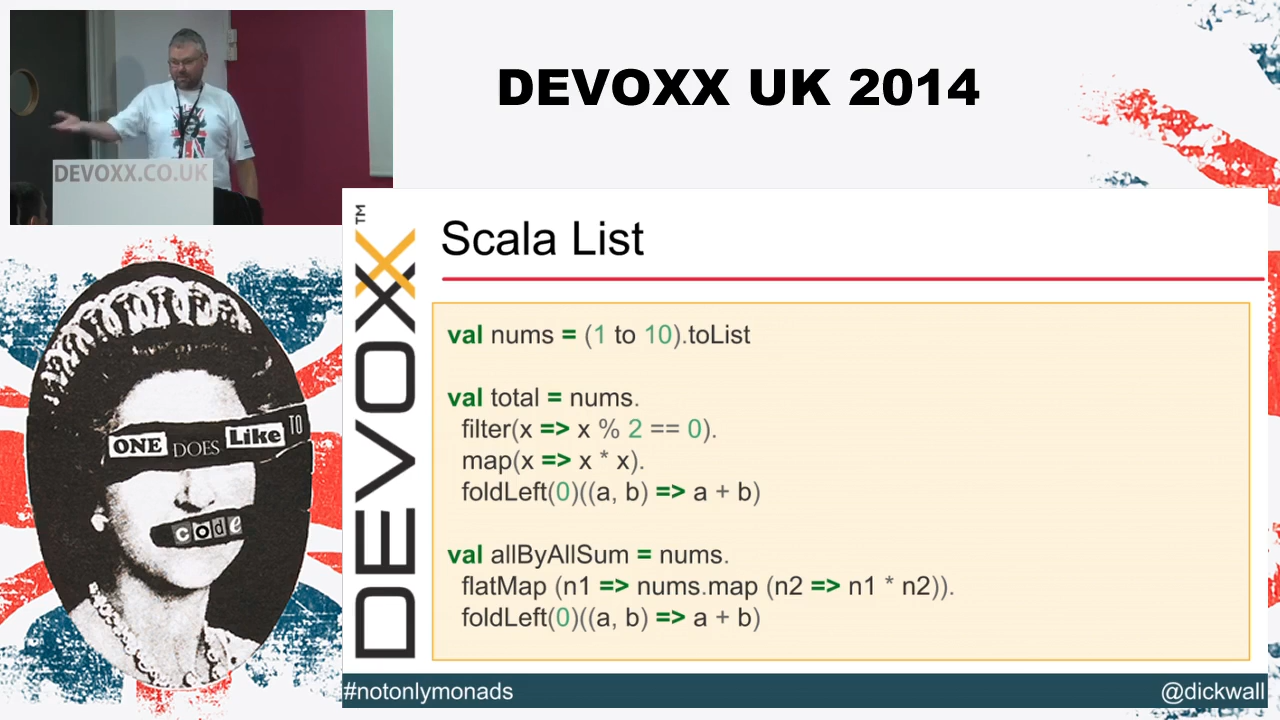 DEVOXX UK 2014
DEVOXX.CO.UK
DEVOXX™
Scala List
val nums = (1 to 10).toList
val total = nums.
filter(x => x % 2 == 0).
map(x => x * x).
foldLeft(0)((a, b) => a + b)
val allByAllSum = nums.
flatMap (n1 => nums.map (n2 => n1 * n2)).
foldLeft(0)((a, b) => a + b)
ONE DOES Like TO
code
#notonlymonads
@dickwall